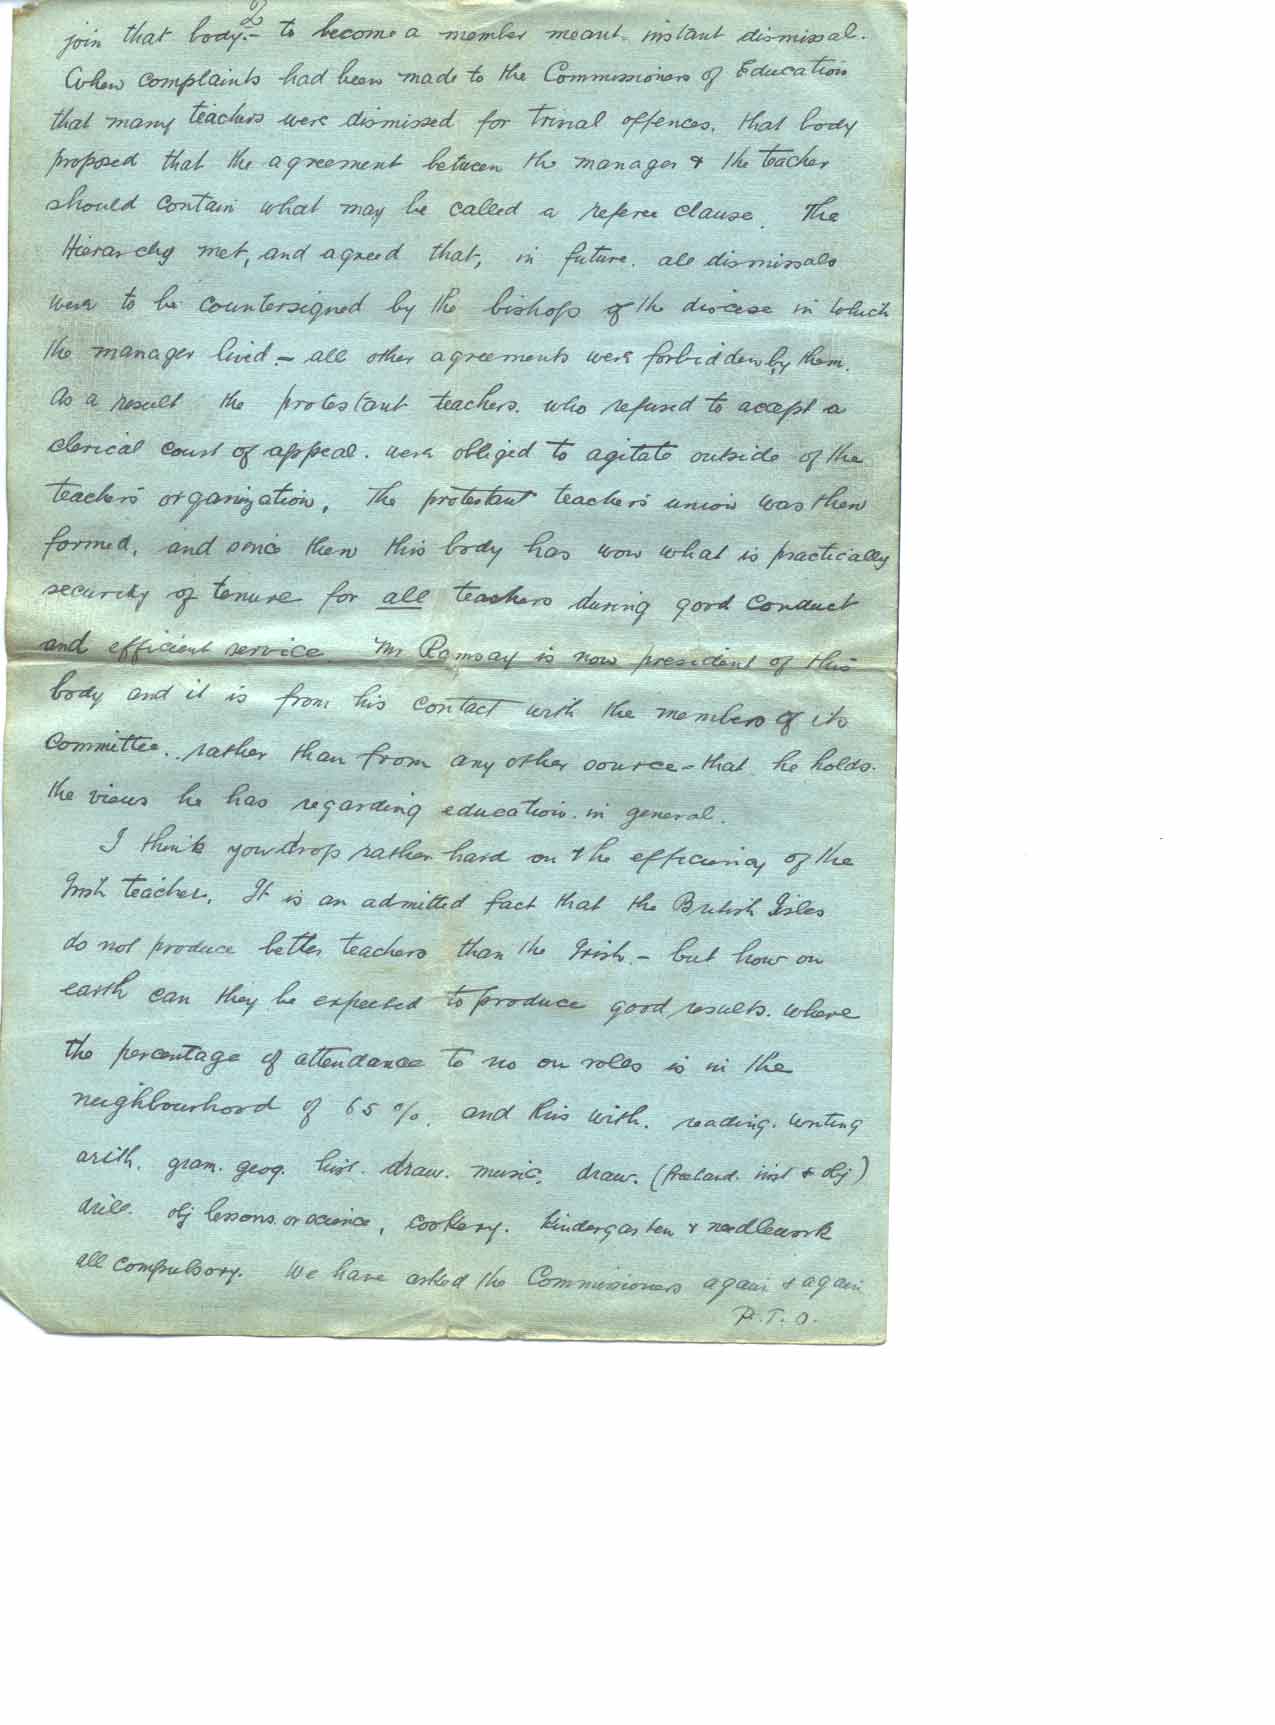 2
join that body. - to become a member meant instant dismissal.
When complaints had been made to the Commissioners of Education
that many teachers were dismissed for trivial offences, that body
proposed that the agreement between the manager & the teacher
should contain what may be called a referee clause. The
Hierarchy met, and agreed that, in future, all dismissals
were to be countersigned by the bishops of the diocese in which
the manager lived - all other agreements were forbidden by them.
As a result the protestant teachers, who refused to accept a
clerical court of appeal, were obliged to agitate outside of the
teachers organization. The protestant teachers union was then
formed, and since then this body has won what is practically
security of tenure for all teachers during good conduct
and efficient service. Mr Ramsay is now president of this
body and it is from his contact with the members of its
committee, rather than from any other source - that he holds
the views he has regarding education in general.
I think you drop rather hard on the efficiency of the
Irish teacher. It is an admitted fact that the British Isles
do not produce better teachers than the Irish. - but how on
earth can they be expected to produce good results where
the percentage of attendance to no on roles is in the
neighbourhood of 65%. and this with reading, writing
arith. gram. geog. hist. draw. music, draw. (freehand. inst & obj)
drill. obj lessons or science, cookery. kindergarten & needlework
all compulsory. We have asked the Commissioners again & again
P.T.O.